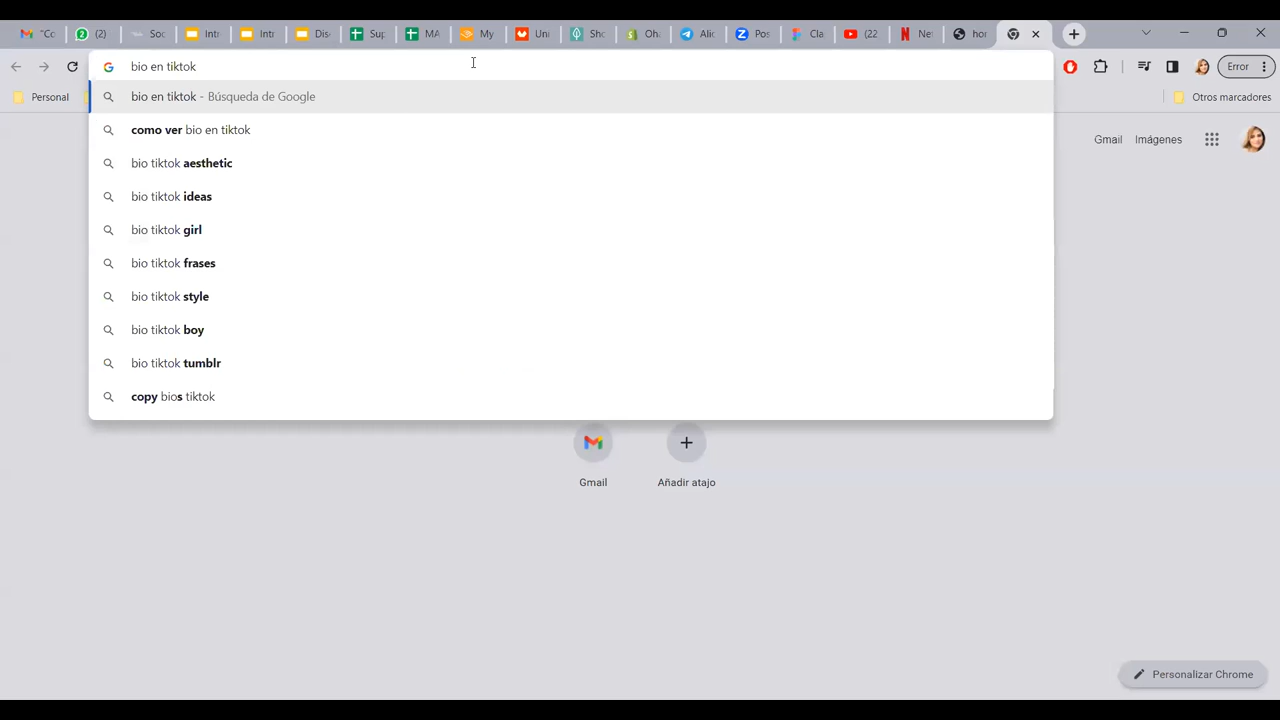 "Co
(2)
Soc
Intr
Intr
Dis
Sup
MA
My
Uni
Sho
Oha
Alic
Pos
Cla
(22
Net
hor
bio en tiktok
Error
bio en tiktok - Búsqueda de Google
Personal
Otros marcadores
como ver bio en tiktok
Gmail
Imágenes
bio tiktok aesthetic
bio tiktok ideas
bio tiktok girl
bio tiktok frases
bio tiktok style
bio tiktok boy
bio tiktok tumblr
copy bios tiktok
Gmail
Añadir atajo
Personalizar Chrome